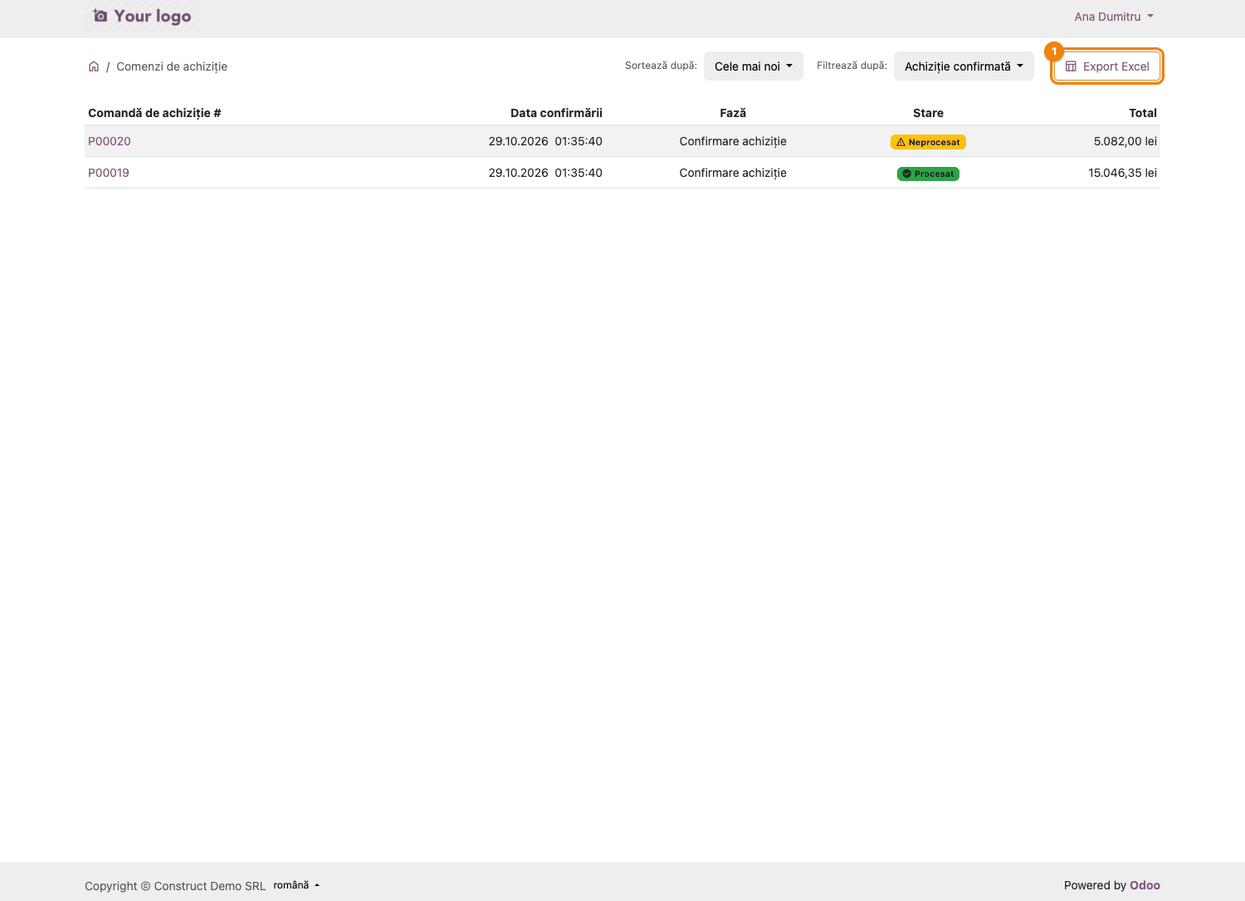 Your logo
Ana Dumitru
1
/ Comenzi de achiziție
Sortează după: Cele mai noi
Filtrează după: Achiziție confirmată
Export Excel
Comandă de achiziție # Data confirmării Fază Stare Total
P00020 29.10.2026 01:35:40 Confirmare achiziție Neprocesat 5.082,00 lei
P00019 29.10.2026 01:35:40 Confirmare achiziție Procesat 15.046,35 lei
Copyright © Construct Demo SRL română
Powered by Odoo